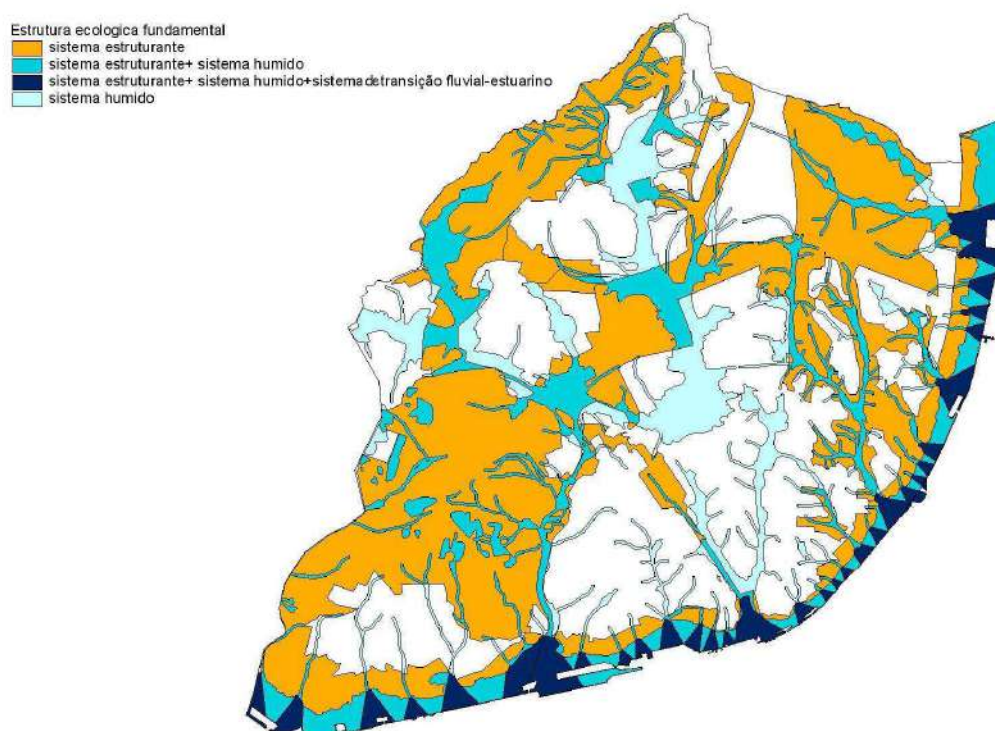 Estrutura ecologica fundamental
sistema estruturante
sistema estruturante+ sistema humido
sistema estruturante+ sistema humido+sistemadetransição fluvial-estuarino
sistema humido